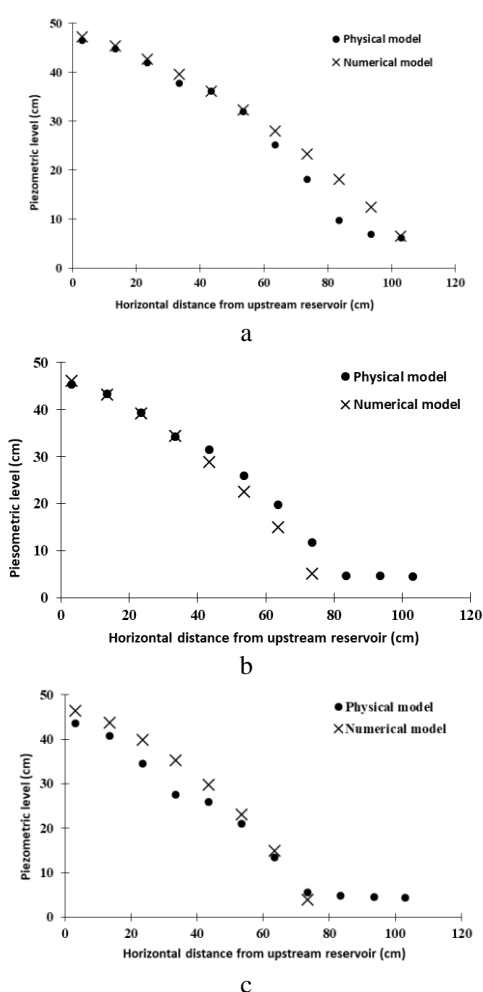 50
40
30
20
10
0
Piezometric level (cm)
Physical model
Numerical model
0 20 40 60 80 100 120
Horizontal distance from upstream reservoir (cm)
a
50
40
30
20
10
0
Piesometric level (cm)
Physical model
Numerical model
0 20 40 60 80 100 120
Horizontal distance from upstream reservoir (cm)
b
50
40
30
20
10
0
Piezometric level (cm)
Physical model
Numerical model
0 20 40 60 80 100 120
Horizontal distance from upstream reservoir (cm)
c